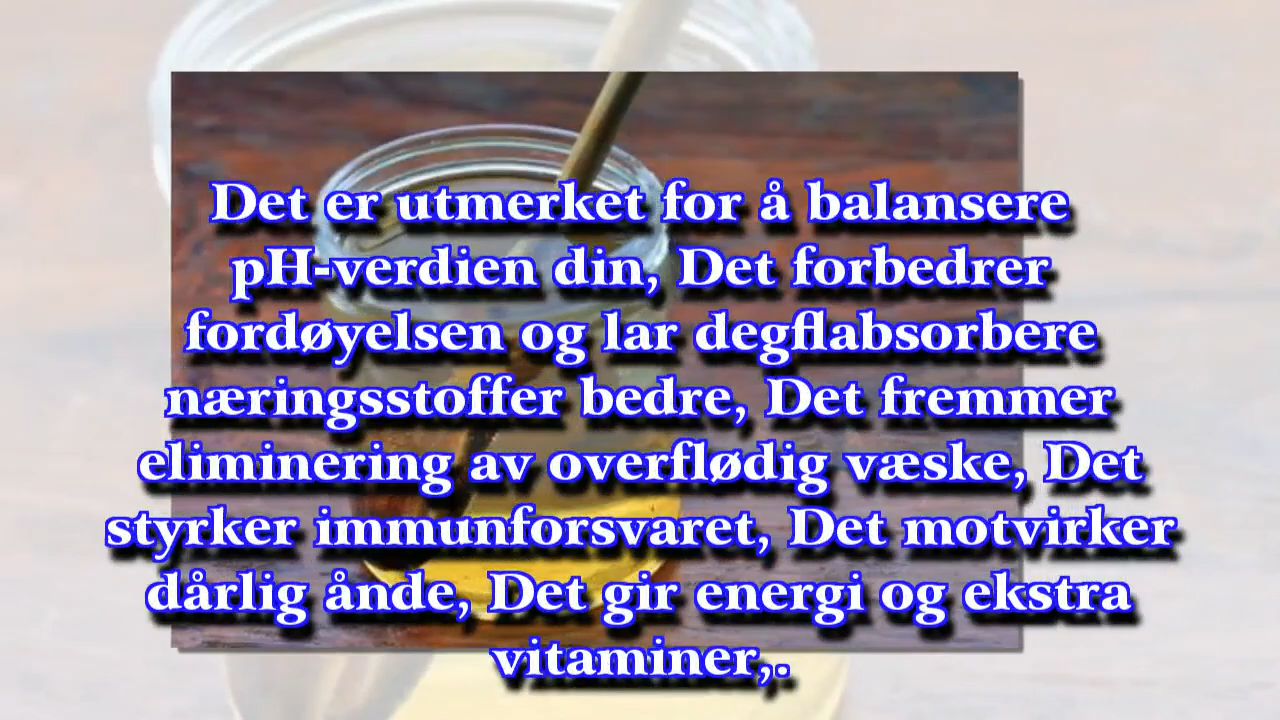 Det er utmerket for å balansere
pH-verdien din, Det forbedrer
fordøyelsen og lar degflabsorbere
næringsstoffer bedre, Det fremmer
eliminering av overflødig væske, Det
styrker immunforsvaret, Det motvirker
dårlig ånde, Det gir energi og ekstra
vitaminer,.